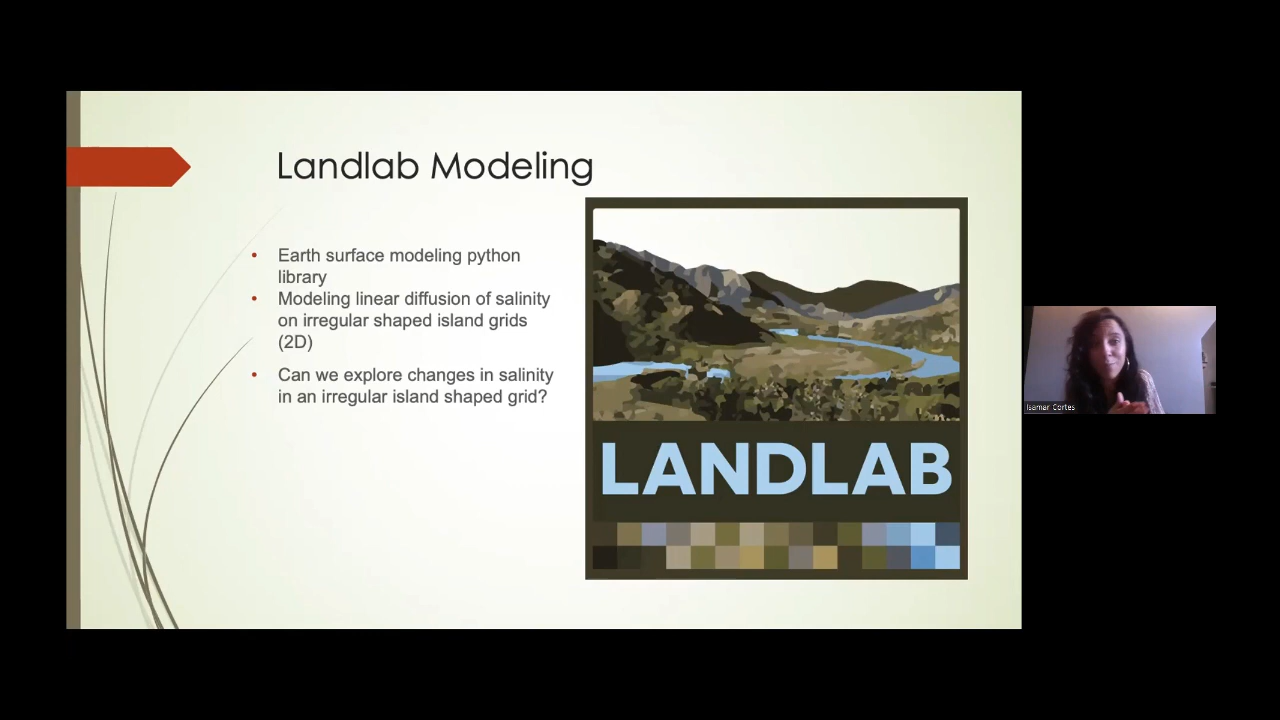 Landlab Modeling
• Earth surface modeling python
library
• Modeling linear diffusion of salinity
on irregular shaped island grids
(2D)
• Can we explore changes in salinity
in an irregular island shaped grid?
LANDLAB
Isamar Cortes